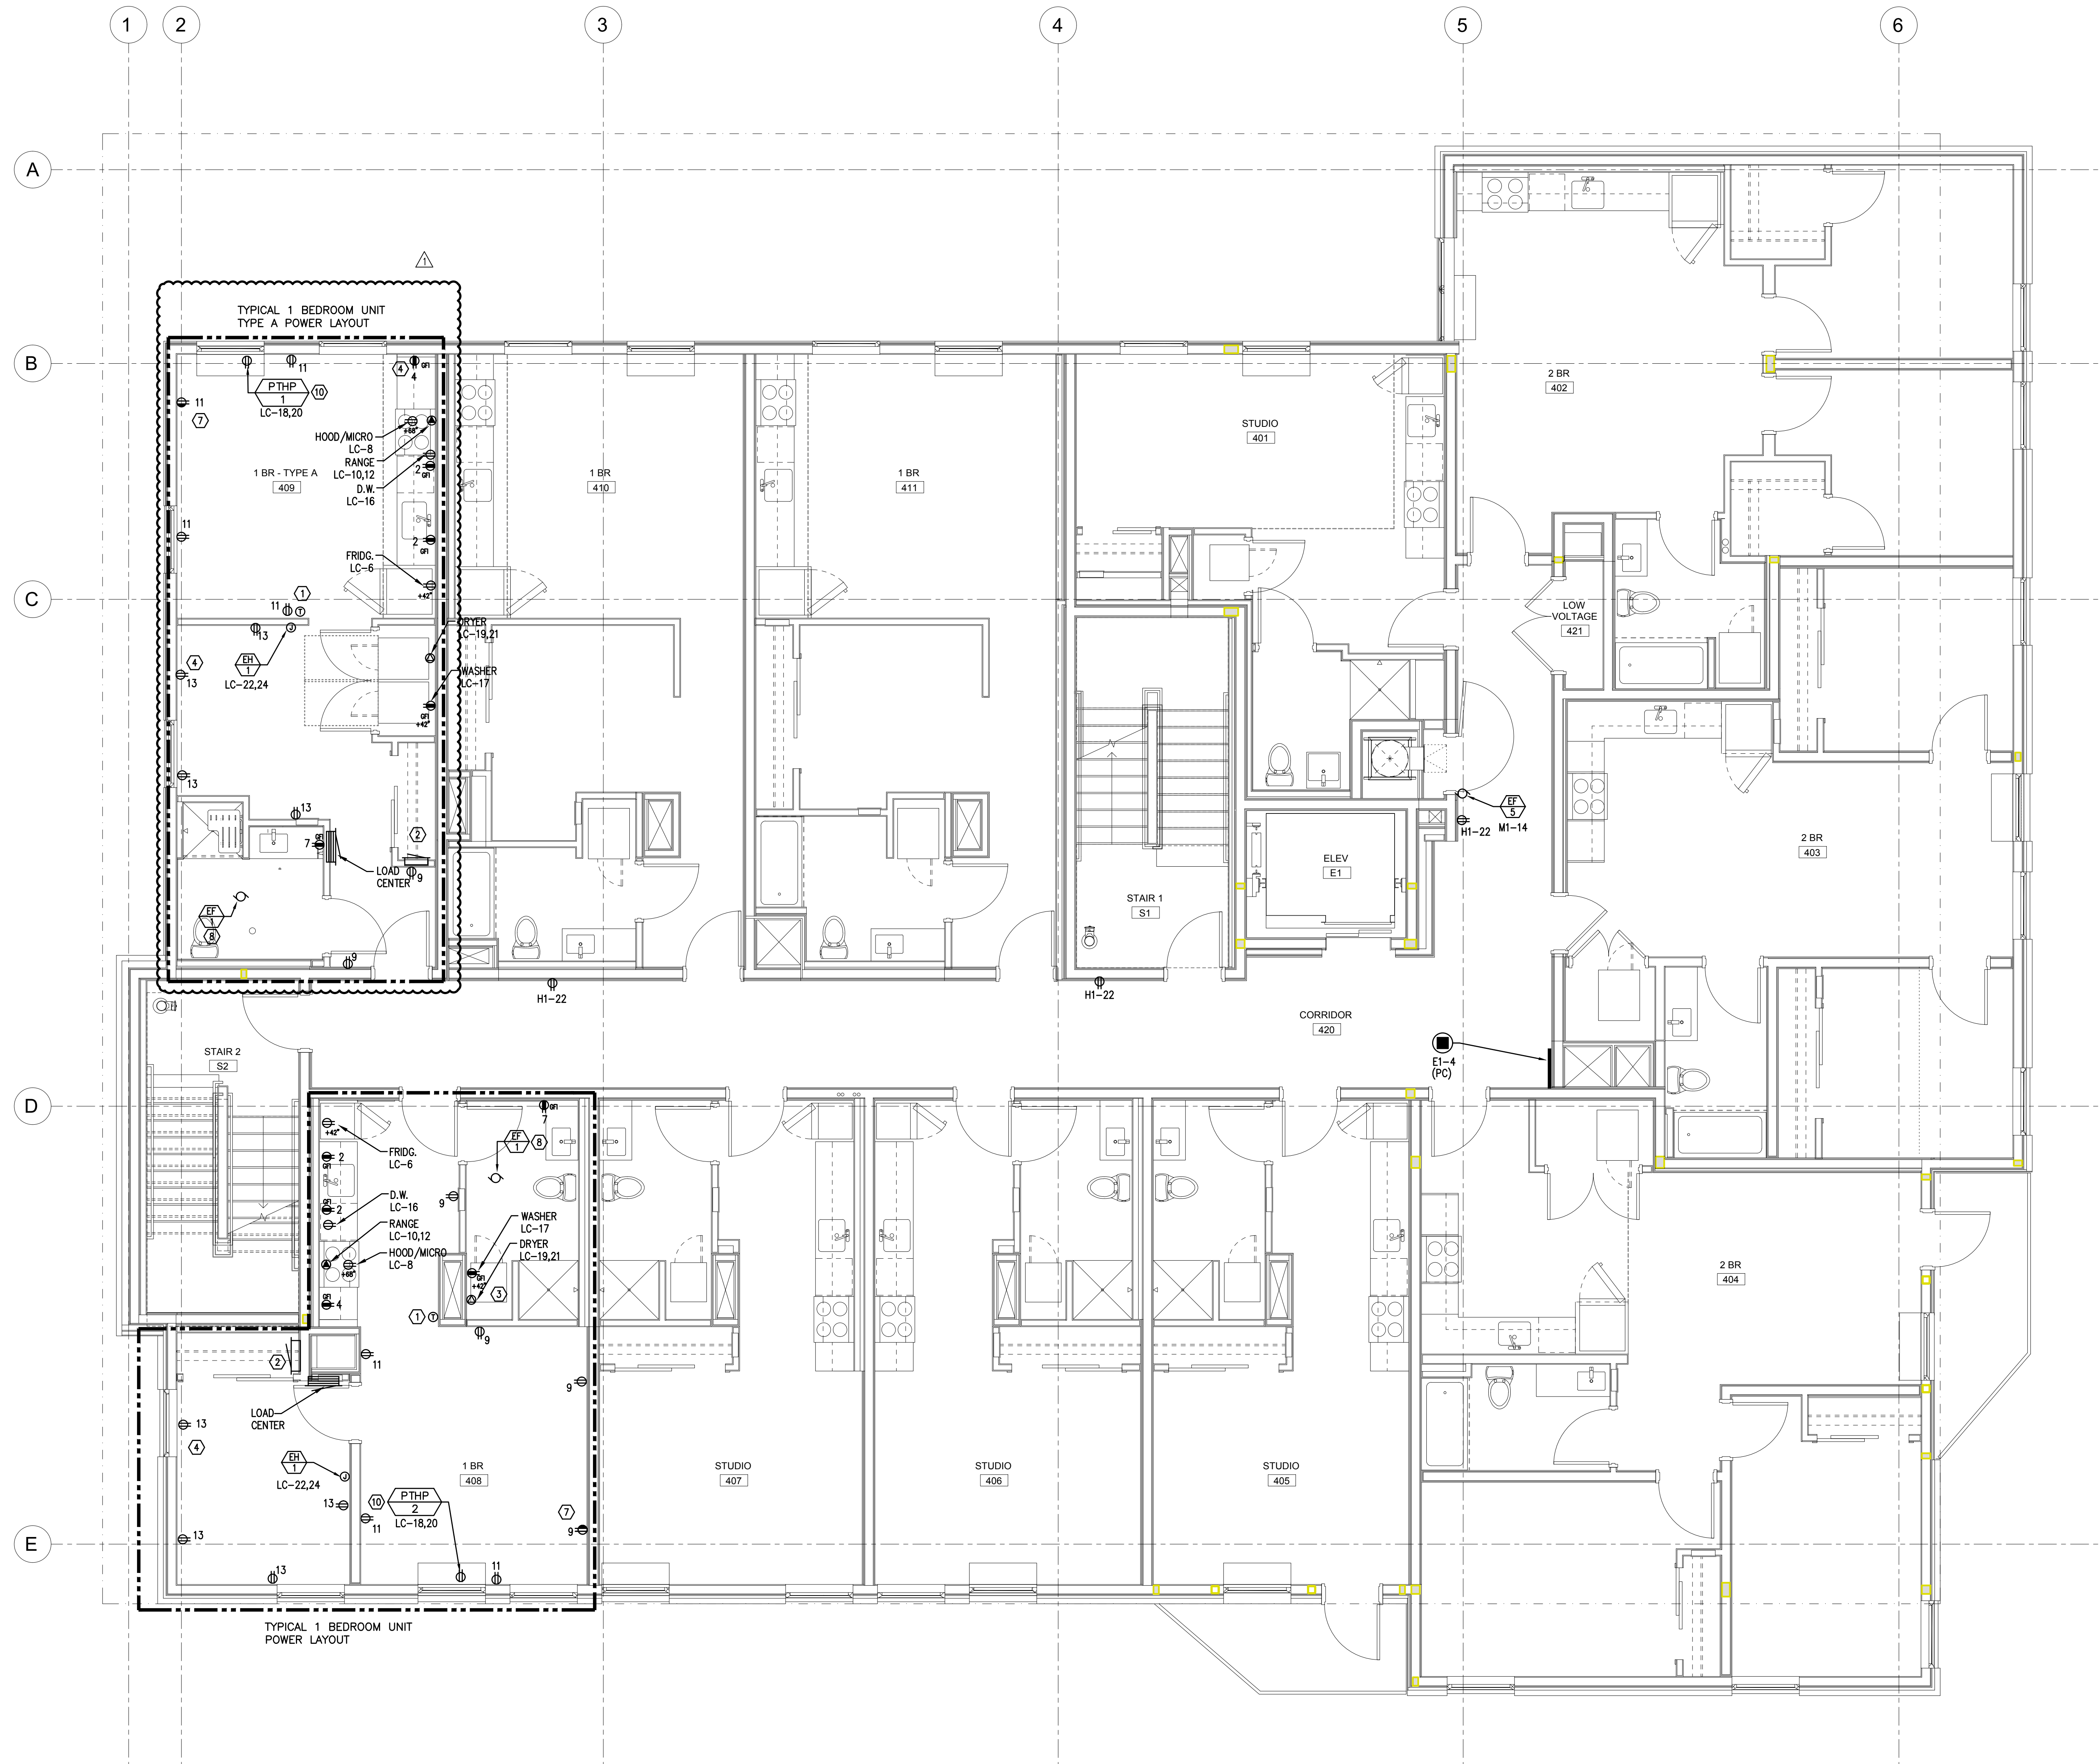 1 2 3 4 5 6
A
1
TYPICAL 1 BEDROOM UNIT
TYPE A POWER LAYOUT
B
11
4 GFI
4
PTHP
1
10
LC-18,20
11
7
HOOD/MICRO
LC-8
+68"
RANGE
LC-10,12
2
GFI
D.W.
LC-16
1 BR - TYPE A
409
1 BR
410
1 BR
411
STUDIO
401
2 BR
402
11
2
GFI
FRIDG.
LC-6
+42"
C
1
11 T
13
J
EH
1
LC-22,24
4
13
DRYER
LC-19,21
WASHER
LC-17
GFI
+42"
LOW
VOLTAGE
421
13
13
GFI
7
2
LOAD
CENTER
9
EF
1
8
9
EF
5
M1-14
H1-22
2 BR
403
ELEV
E1
STAIR 1
S1
H1-22
H1-22
CORRIDOR
420
E1-4
(PC)
STAIR 2
S2
D
+42"
FRIDG.
LC-6
2
GFI
GFI
7
EF
1
8
D.W.
LC-16
GFI
2
9
RANGE
LC-10,12
WASHER
LC-17
DRYER
LC-19,21
HOOD/MICRO
LC-8
+68"
GFI
+42"
3
GFI
4
1 T
9
2
11
9
LOAD
CENTER
13
4
EH
1
J
LC-22,24
1 BR
408
STUDIO
407
STUDIO
406
STUDIO
405
2 BR
404
13
10
PTHP
2
LC-18,20
11
7
9
E
13
13
11
TYPICAL 1 BEDROOM UNIT
POWER LAYOUT